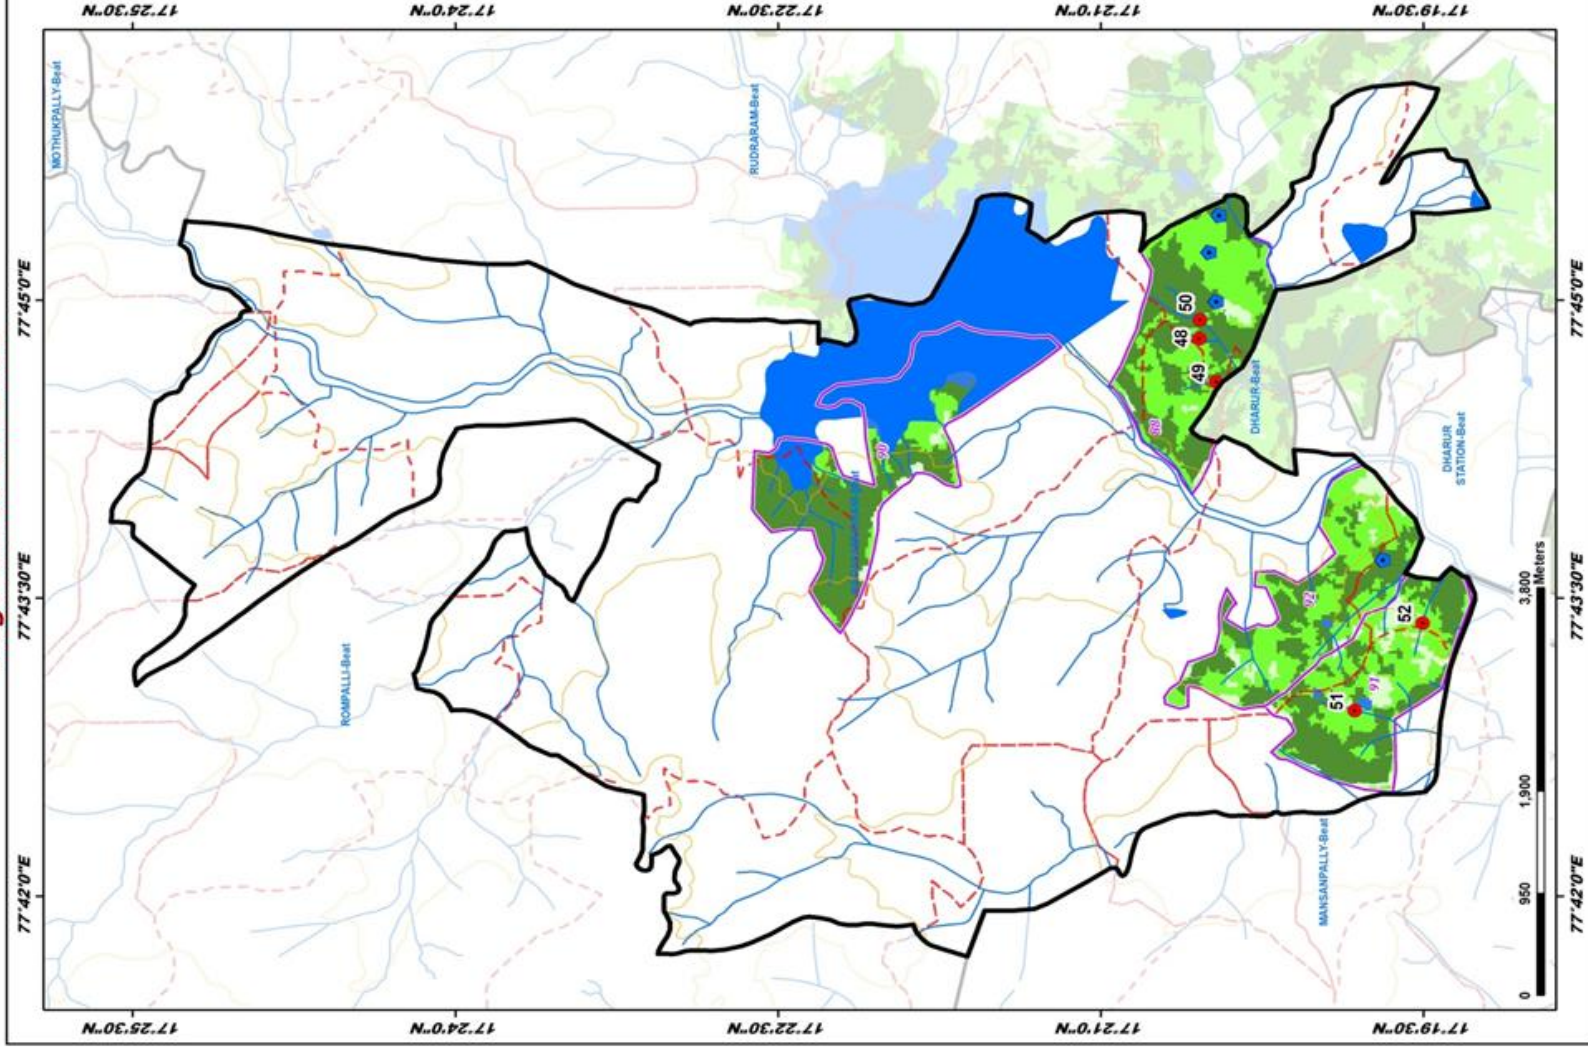 17°25'30"N
17°24'0"N
17°22'30"N
17°21'0"N
17°19'30"N
MOTHUKPALLY-Beat
RUDRARAM-Beat
77°45'0"E
77°45'0"E
50
48
49
DHARUR-Beat
98
90
DHARUR
STATION-Beat
77°43'30"E
77°43'30"E
92
52
91
51
ROMPALLI-Beat
MANSANPALLY-Beat
77°42'0"E
77°42'0"E
0
950
1,900
3,800
Meters
17°25'30"N
17°24'0"N
17°22'30"N
17°21'0"N
17°19'30"N